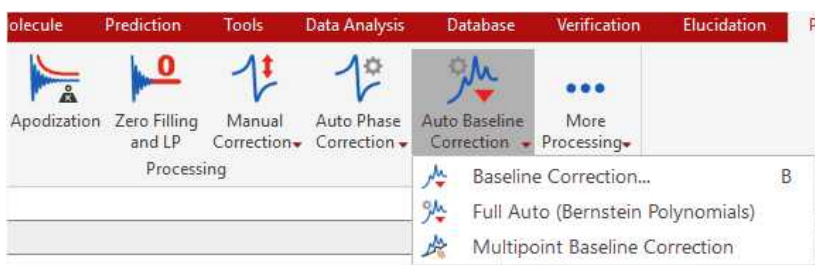 olecule Prediction Tools Data Analysis Database Verification Elucidation P
0
Apodization Zero Filling and LP Manual Correction Auto Phase Correction Auto Baseline Correction More Processing
Processing
Baseline Correction... B
Full Auto (Bernstein Polynomials)
Multipoint Baseline Correction